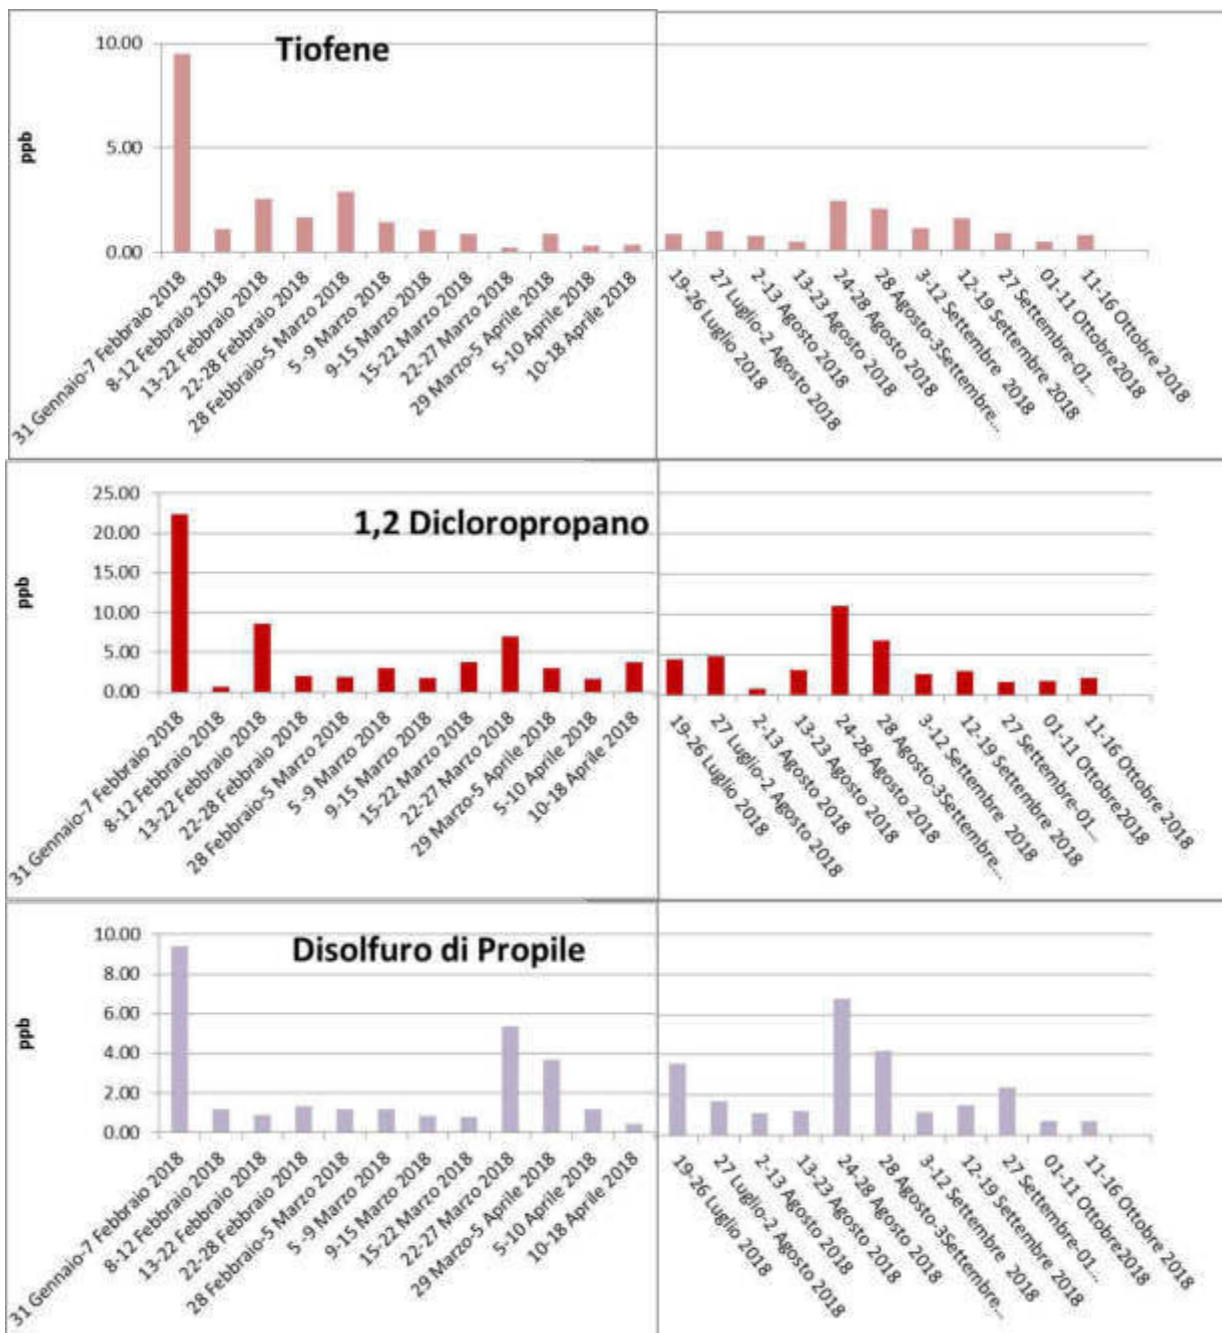 Tiofene
10.00
5.00
0.00
ppb
31 Gennaio-7 Febbraio 2018
8-12 Febbraio 2018
13-22 Febbraio 2018
22-28 Febbraio 2018
28 Febbraio-5 Marzo 2018
5 -9 Marzo 2018
9-15 Marzo 2018
15-22 Marzo 2018
22-27 Marzo 2018
29 Marzo-5 Aprile 2018
5-10 Aprile 2018
10-18 Aprile 2018
19-26 Luglio 2018
27 Luglio-2 Agosto 2018
2-13 Agosto 2018
13-23 Agosto 2018
24-28 Agosto 2018
28 Agosto-3Settembre...
3-12 Settembre  2018
12-19 Settembre 2018
27 Settembre-01...
01-11 Ottobre2018
11-16 Ottobre 2018
1,2 Dicloropropano
25.00
20.00
15.00
10.00
5.00
0.00
ppb
31 Gennaio-7 Febbraio 2018
8-12 Febbraio 2018
13-22 Febbraio 2018
22-28 Febbraio 2018
28 Febbraio-5 Marzo 2018
5 -9 Marzo 2018
9-15 Marzo 2018
15-22 Marzo 2018
22-27 Marzo 2018
29 Marzo-5 Aprile 2018
5-10 Aprile 2018
10-18 Aprile 2018
19-26 Luglio 2018
27 Luglio-2 Agosto 2018
2-13 Agosto 2018
13-23 Agosto 2018
24-28 Agosto 2018
28 Agosto-3Settembre...
3-12 Settembre  2018
12-19 Settembre 2018
27 Settembre-01...
01-11 Ottobre2018
11-16 Ottobre 2018
Disolfuro di Propile
10.00
8.00
6.00
4.00
2.00
0.00
ppb
31 Gennaio-7 Febbraio 2018
8-12 Febbraio 2018
13-22 Febbraio 2018
22-28 Febbraio 2018
28 Febbraio-5 Marzo 2018
5 -9 Marzo 2018
9-15 Marzo 2018
15-22 Marzo 2018
22-27 Marzo 2018
29 Marzo-5 Aprile 2018
5-10 Aprile 2018
10-18 Aprile 2018
19-26 Luglio 2018
27 Luglio-2 Agosto 2018
2-13 Agosto 2018
13-23 Agosto 2018
24-28 Agosto 2018
28 Agosto-3Settembre...
3-12 Settembre  2018
12-19 Settembre 2018
27 Settembre-01...
01-11 Ottobre2018
11-16 Ottobre 2018